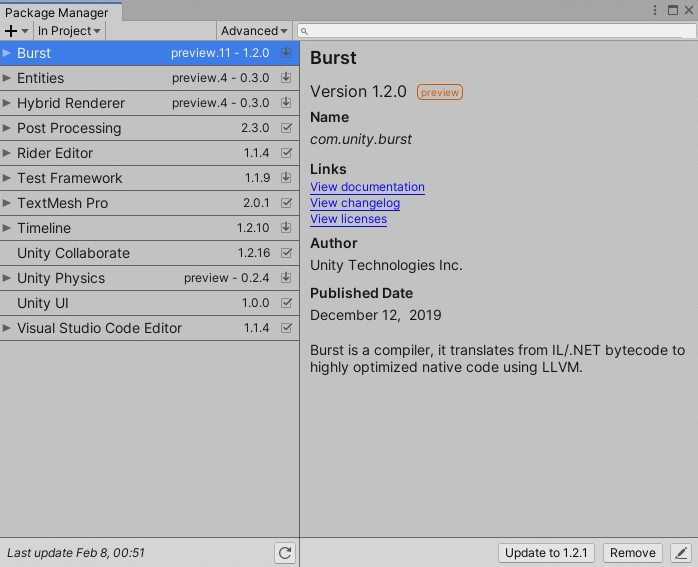 Package Manager
In Project
Advanced
Burst preview.11 - 1.2.0
Entities preview.4 - 0.3.0
Hybrid Renderer preview.4 - 0.3.0
Post Processing 2.3.0
Rider Editor 1.1.4
Test Framework 1.1.9
TextMesh Pro 2.0.1
Timeline 1.2.10
Unity Collaborate 1.2.16
Unity Physics preview - 0.2.4
Unity UI 1.0.0
Visual Studio Code Editor 1.1.4
Last update Feb 8, 00:51
Burst
Version 1.2.0 preview
Name
com.unity.burst
Links
View documentation
View changelog
View licenses
Author
Unity Technologies Inc.
Published Date
December 12, 2019
Burst is a compiler, it translates from IL/.NET bytecode to
highly optimized native code using LLVM.
Update to 1.2.1
Remove